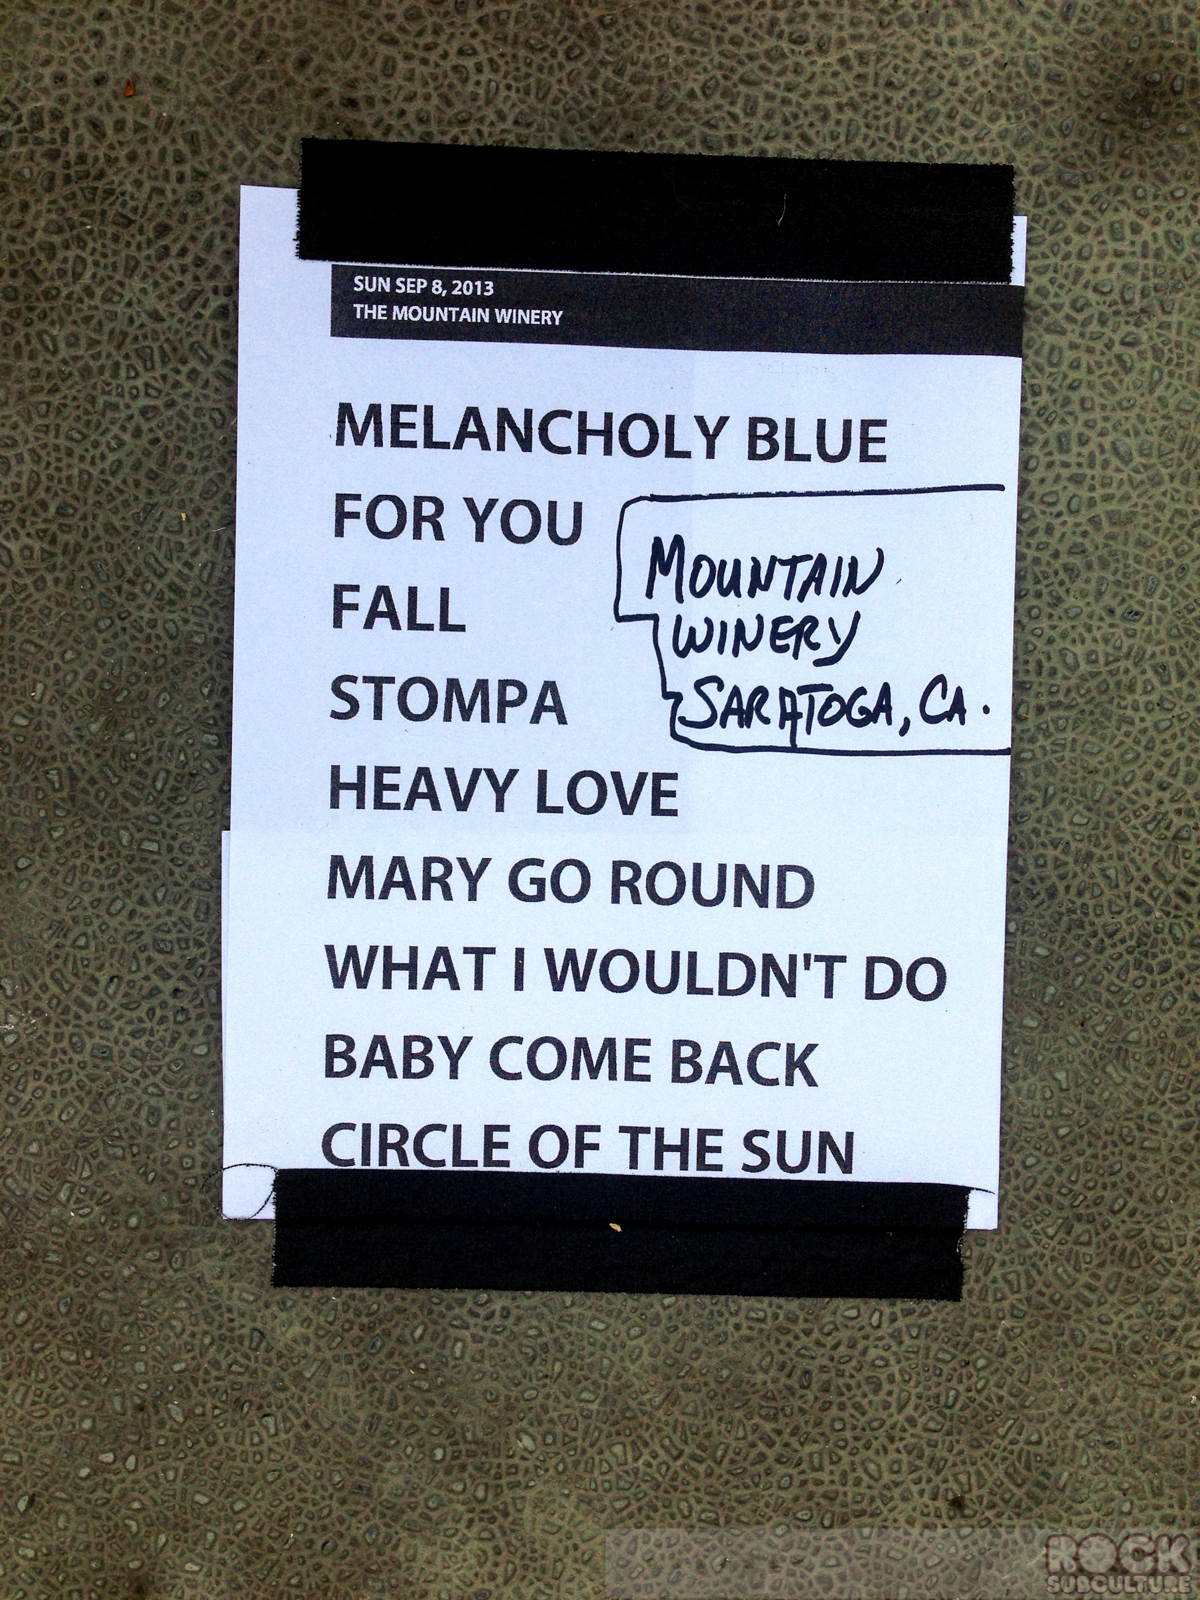 SUN SEP 8, 2013
THE MOUNTAIN WINERY
MELANCHOLY BLUE
FOR YOU
FALL
STOMPA
HEAVY LOVE
MARY GO ROUND
WHAT I WOULDN'T DO
BABY COME BACK
CIRCLE OF THE SUN
MOUNTAIN
WINERY
SARATOGA, CA.
ROCK
SUBCULTURE